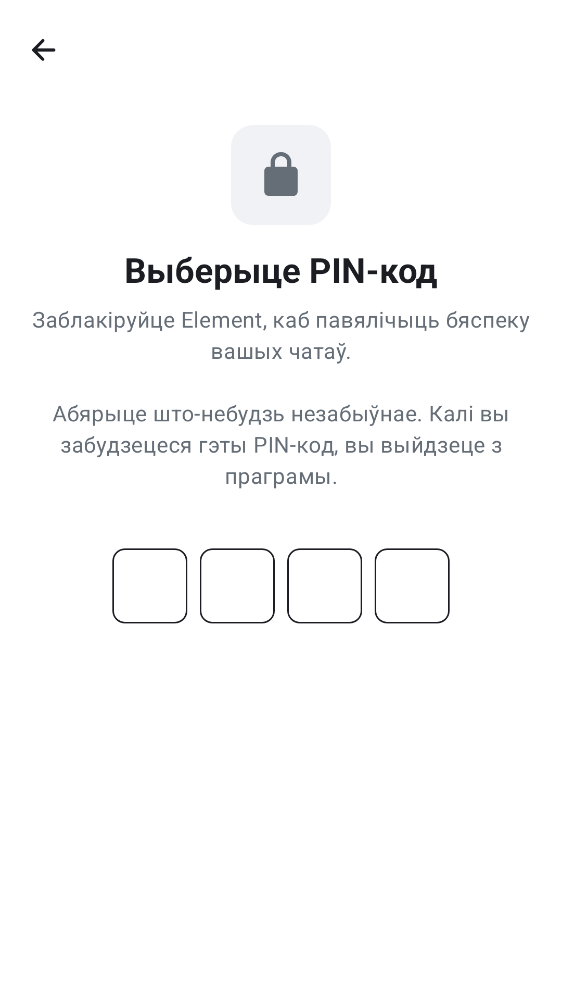 Выберыце PIN-код
Заблакіруйце Element, каб павялічыць бяспеку
вашых чатаў.
Абярыце што-небудзь незабыўнае. Калі вы
забудзецеся гэты PIN-код, вы выйдзеце з
праграмы.